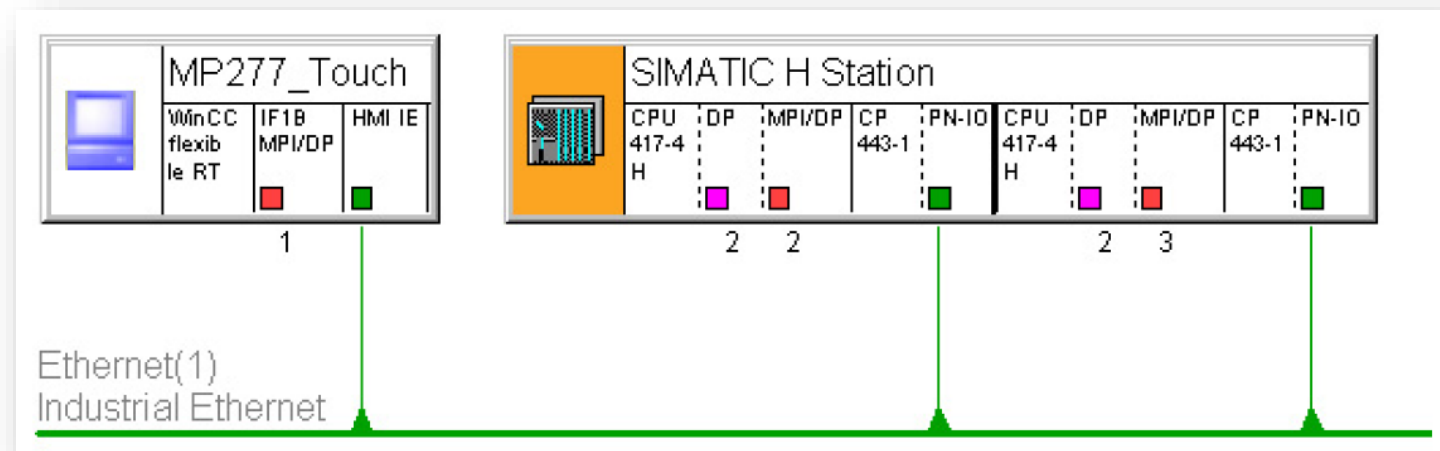 MP277_Touch
WinCC flexib le RT
IF1B MPI/DP
HMI IE
1
SIMATIC H Station
CPU 417-4 H
DP
MPI/DP
CP 443-1
PN-IO
CPU 417-4 H
DP
MPI/DP
CP 443-1
PN-IO
2 2 2 3
Ethernet(1)
Industrial Ethernet